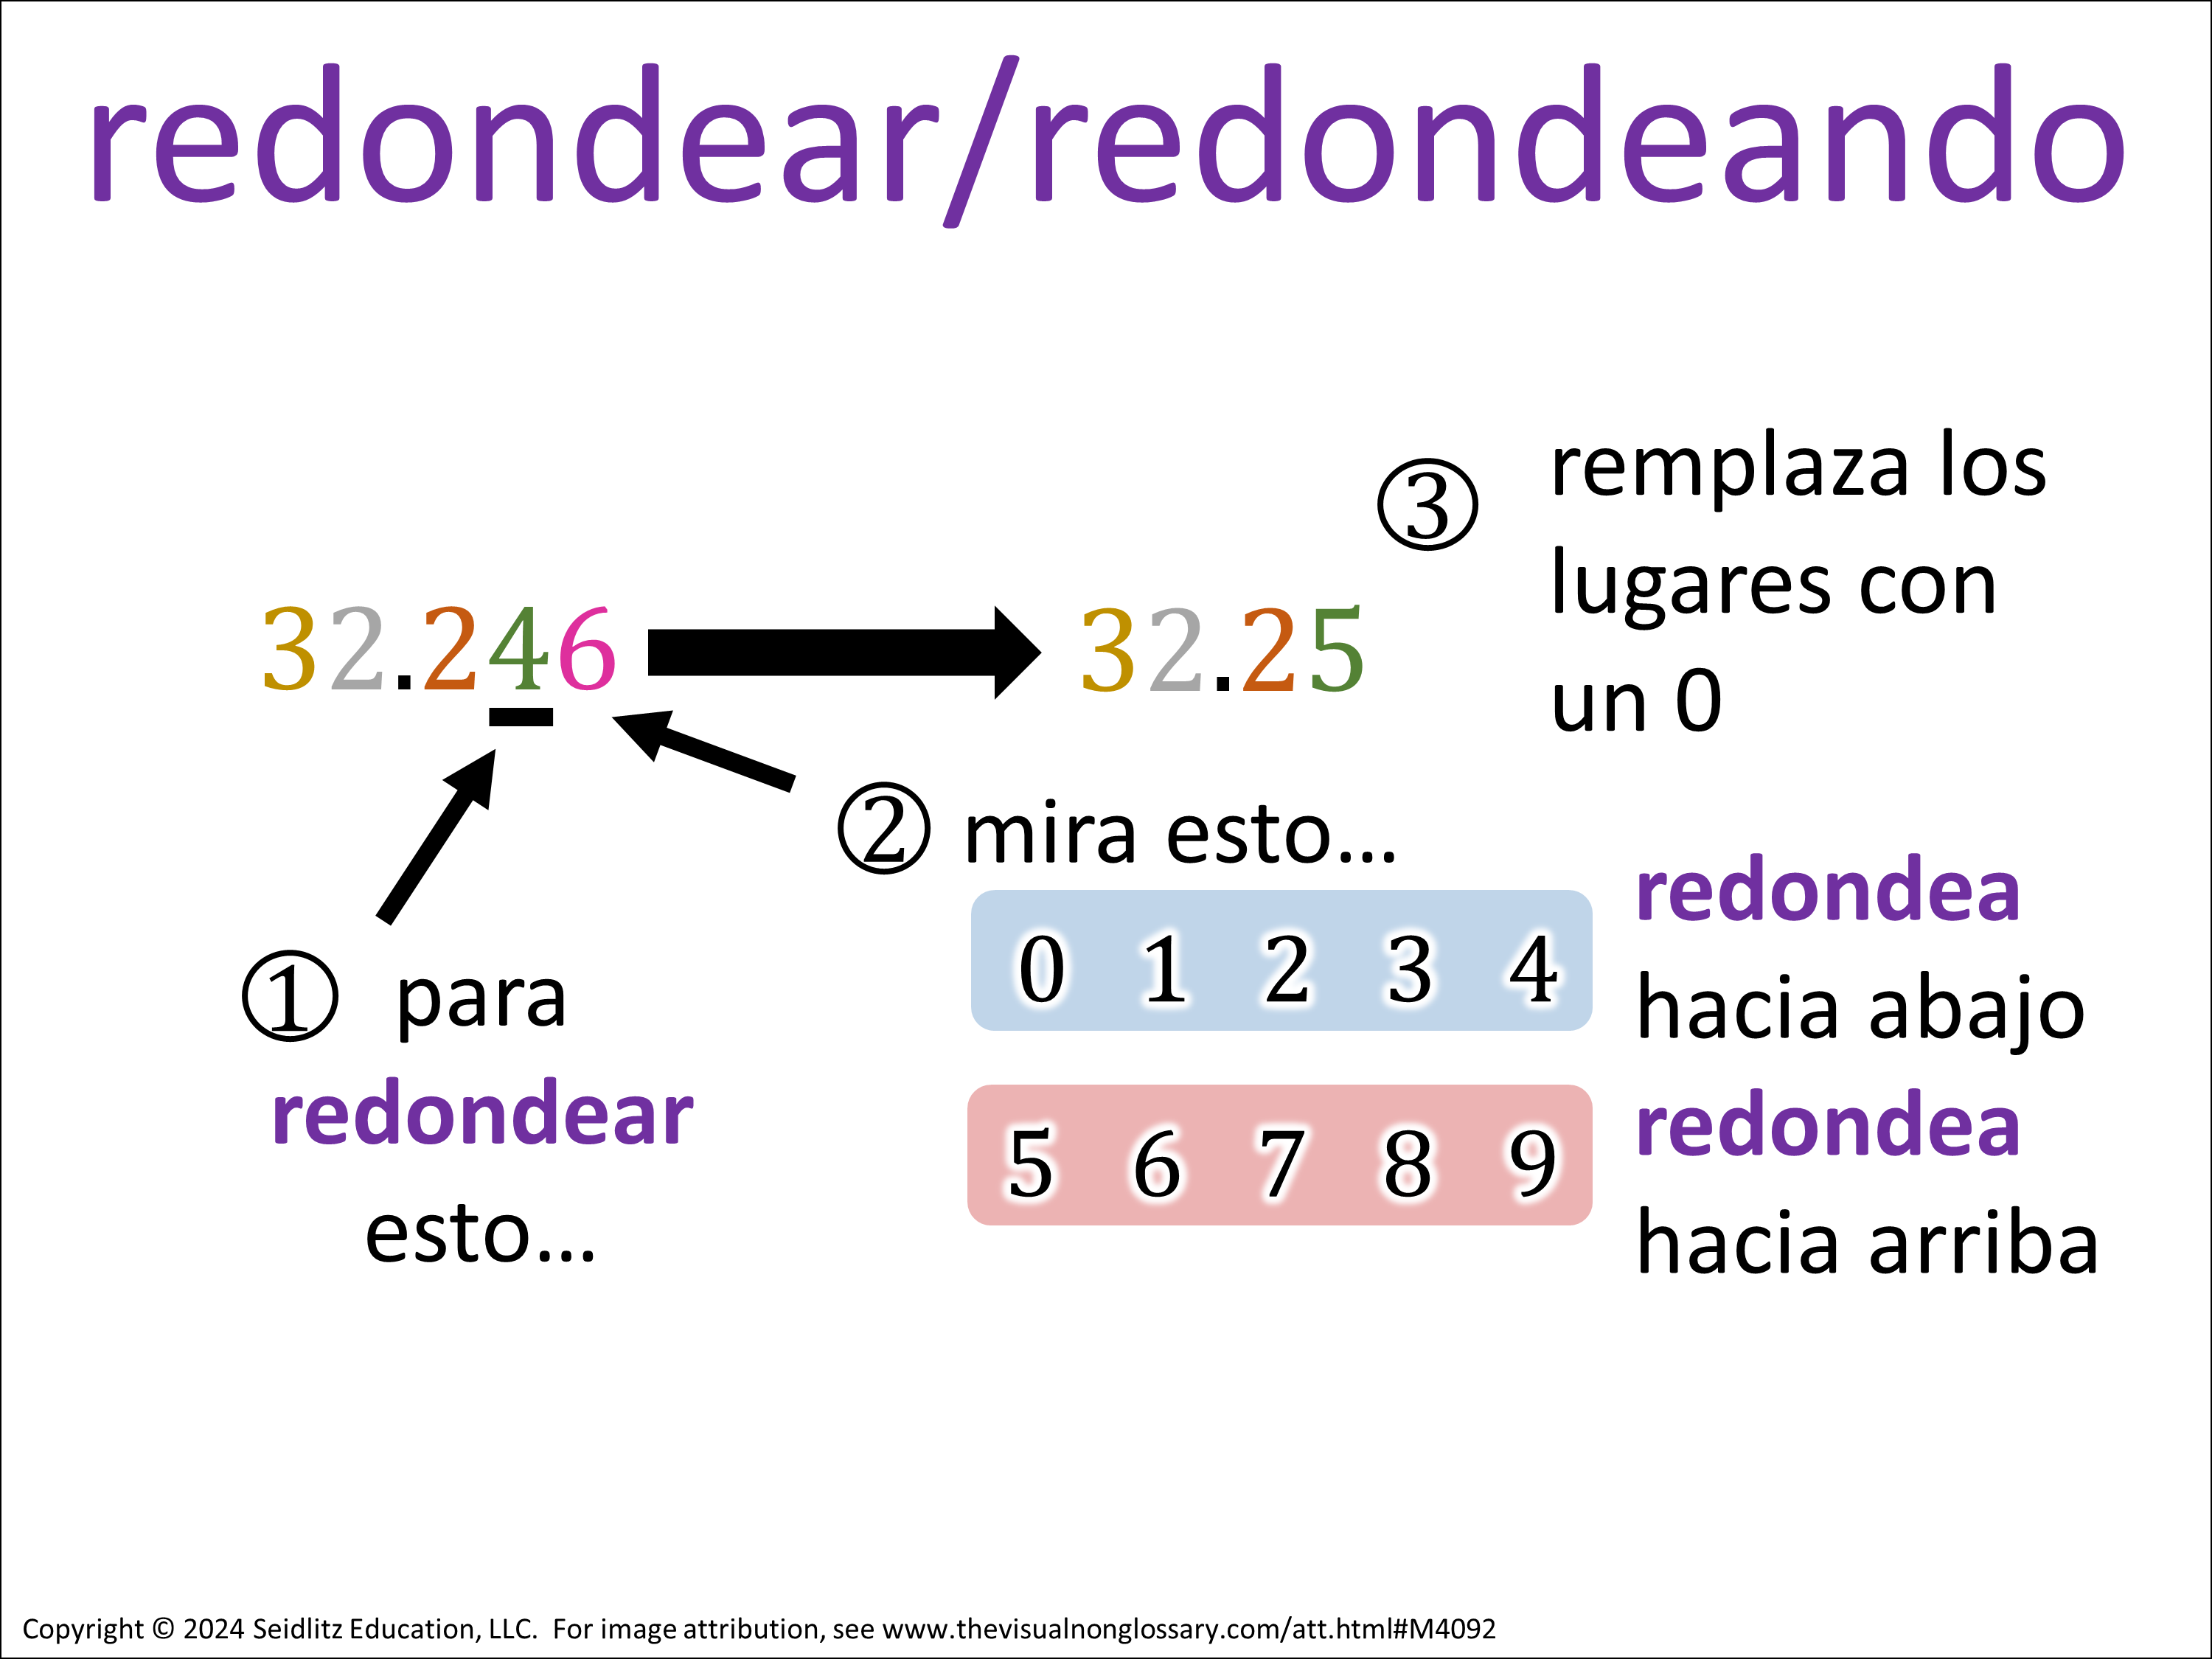 redondear/redondeando
32.246
32.25
③ remplaza los
lugares con
un 0
② mira esto...
① para
redondear
esto...
0 1 2 3 4
redondea
hacia abajo
5 6 7 8 9
redondea
hacia arriba
Copyright © 2024 Seidlitz Education, LLC.  For image attribution, see www.thevisualnonglossary.com/att.html#M4092